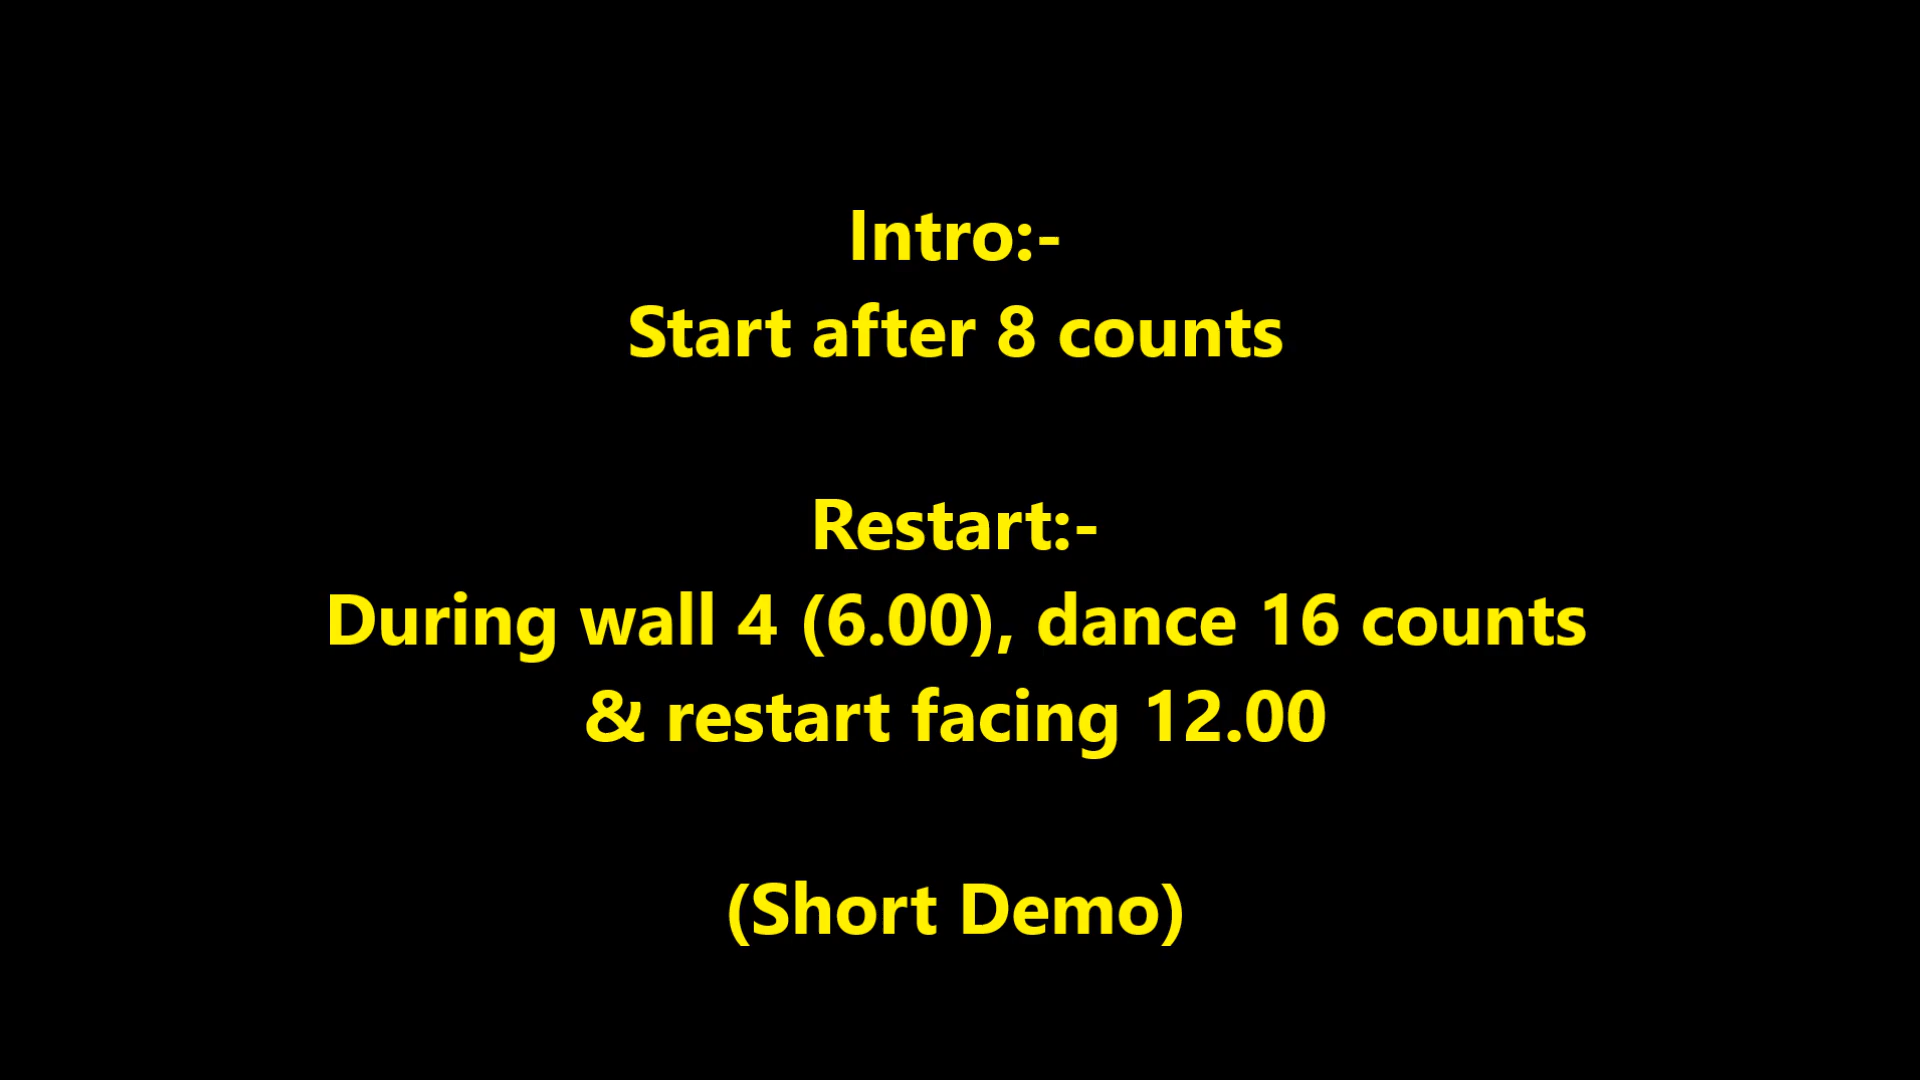 Intro:-
Start after 8 counts
Restart:-
During wall 4 (6.00), dance 16 counts
& restart facing 12.00
(Short Demo)